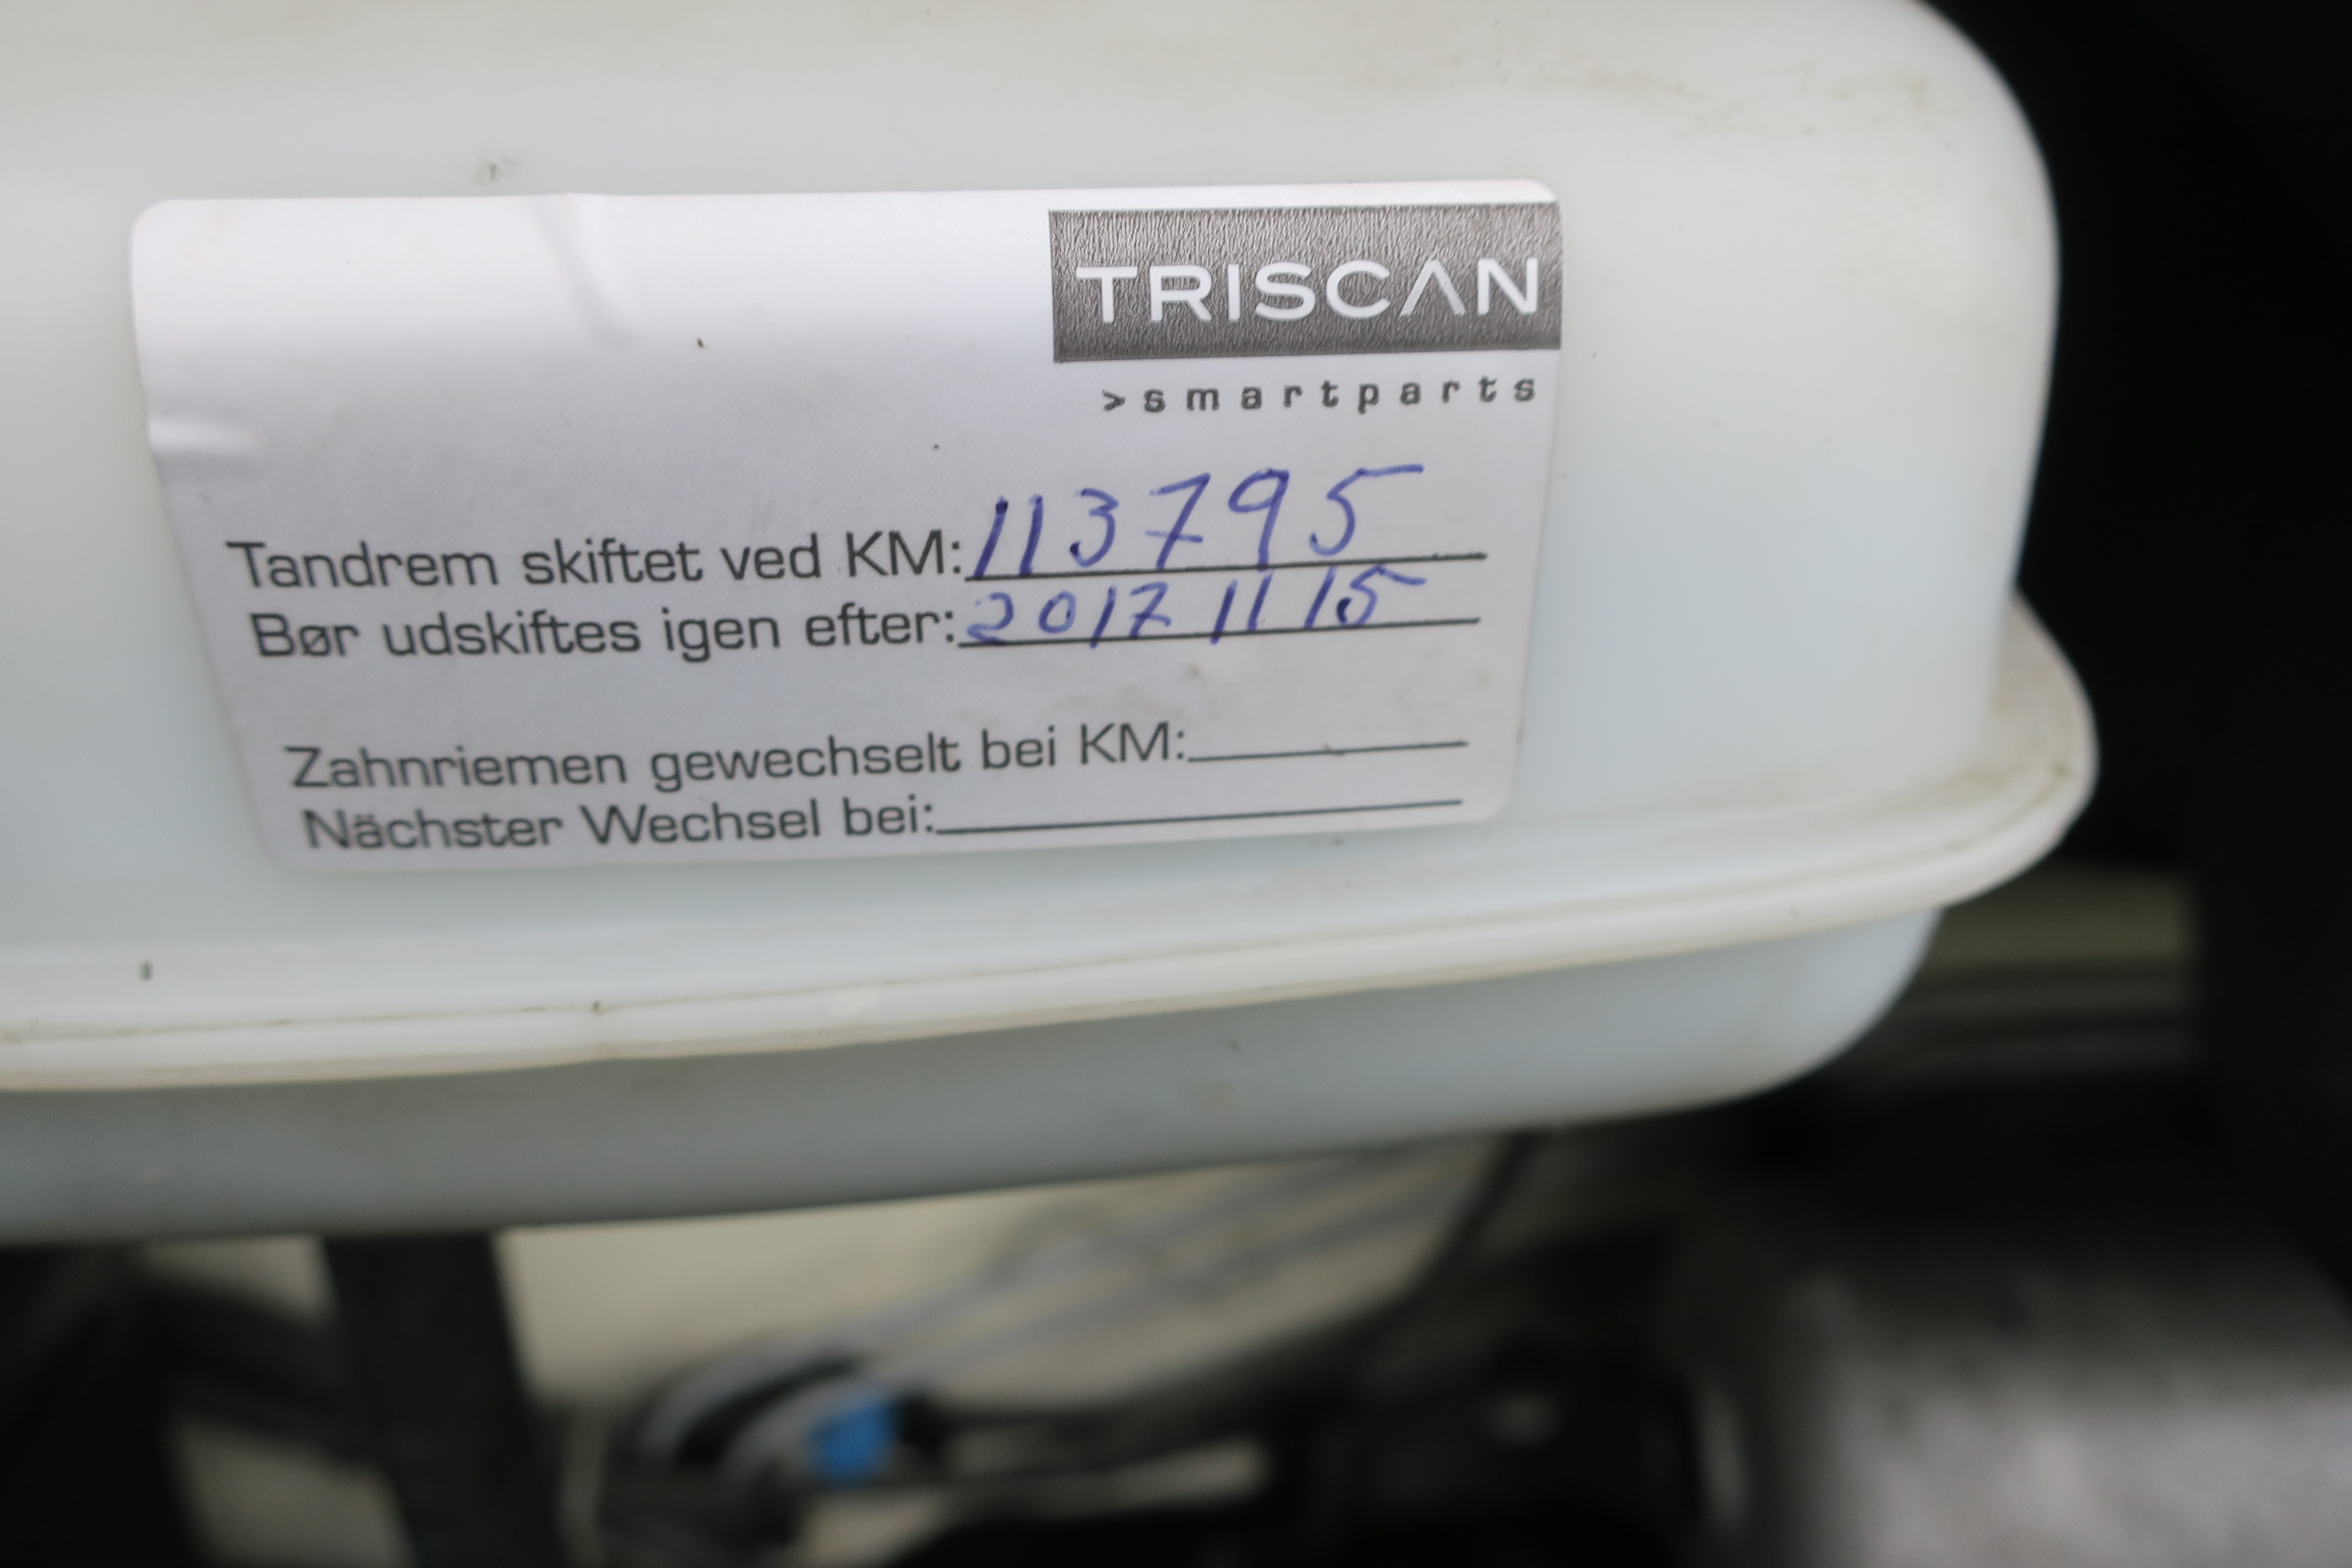 TRISCAN
>smartparts
Tandrem skiftet ved KM: 113795
Bør udskiftes igen efter: 2017 11 15
Zahnriemen gewechselt bei KM:
Nächster Wechsel bei: